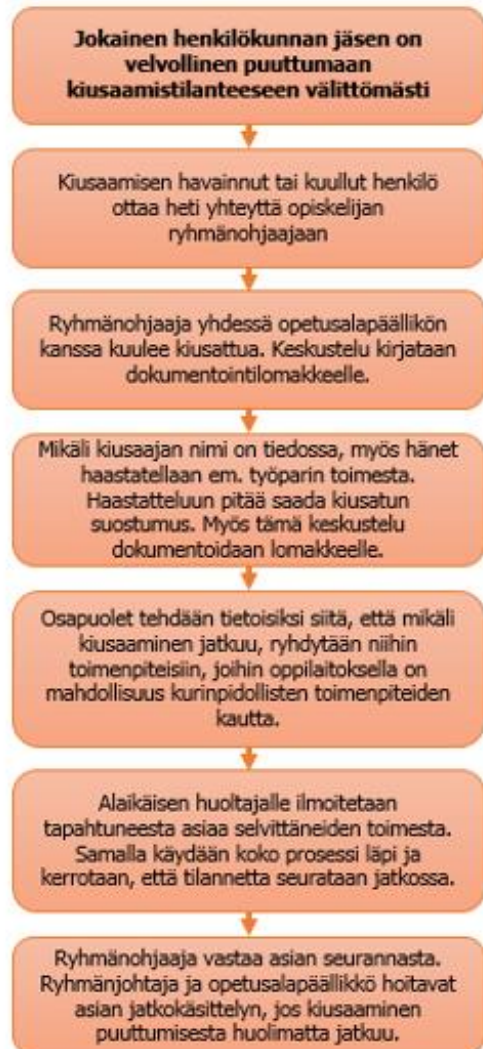 Jokainen henkilökunnan jäsen on
velvollinen puuttumaan
kiusaamistilanteeseen välittömästi
Kiusaamisen havainnut tai kuullut henkilö
ottaa heti yhteyttä opiskelijan
ryhmänohjaajaan
Ryhmänohjaaja yhdessä opetusalapäällikön
kanssa kuulee kiusattua. Keskustelu kirjataan
dokumentointilomakkeelle.
Mikäli kiusaajan nimi on tiedossa, myös hänet
haastatellaan em. työparin toimesta.
Haastatteluun pitää saada kiusatun
suostumus. Myös tämä keskustelu
dokumentoidaan lomakkeelle.
Osapuolet tehdään tietoisiksi siitä, että mikäli
kiusaaminen jatkuu, ryhdytään niihin
toimenpiteisiin, joihin oppilaitoksella on
mahdollisuus kurinpidollisten toimenpiteiden
kautta.
Alaikäisen huoltajalle ilmoitetaan
tapahtuneesta asiaa selvittäneiden toimesta.
Samalla käydään koko prosessi läpi ja
kerrotaan, että tilannetta seurataan jatkossa.
Ryhmänohjaaja vastaa asian seurannasta.
Ryhmänjohtaja ja opetusalapäällikkö hoitavat
asian jatkokäsittelyn, jos kiusaaminen
puuttumisesta huolimatta jatkuu.